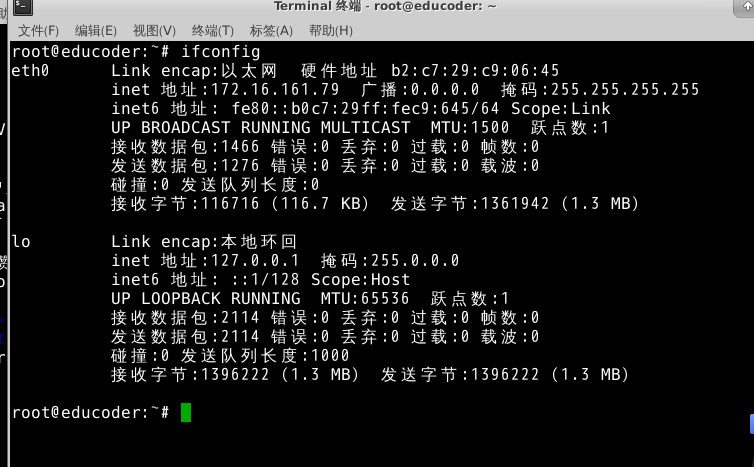 Terminal 终端 - root@educoder: ~
文件(F) 编辑(E) 视图(V) 终端(T) 标签(A) 帮助(H)
root@educoder:~# ifconfig
eth0 Link encap:以太网 硬件地址 b2:c7:29:c9:06:45
inet 地址:172.16.161.79 广播:0.0.0.0 掩码:255.255.255.255
inet6 地址: fe80::b0c7:29ff:fec9:645/64 Scope:Link
UP BROADCAST RUNNING MULTICAST MTU:1500 跃点数:1
接收数据包:1466 错误:0 丢弃:0 过载:0 帧数:0
发送数据包:1276 错误:0 丢弃:0 过载:0 载波:0
碰撞:0 发送队列长度:0
接收字节:116716 (116.7 KB) 发送字节:1361942 (1.3 MB)
lo Link encap:本地环回
inet 地址:127.0.0.1 掩码:255.0.0.0
inet6 地址: ::1/128 Scope:Host
UP LOOPBACK RUNNING MTU:65536 跃点数:1
接收数据包:2114 错误:0 丢弃:0 过载:0 帧数:0
发送数据包:2114 错误:0 丢弃:0 过载:0 载波:0
碰撞:0 发送队列长度:1000
接收字节:1396222 (1.3 MB) 发送字节:1396222 (1.3 MB)
root@educoder:~#